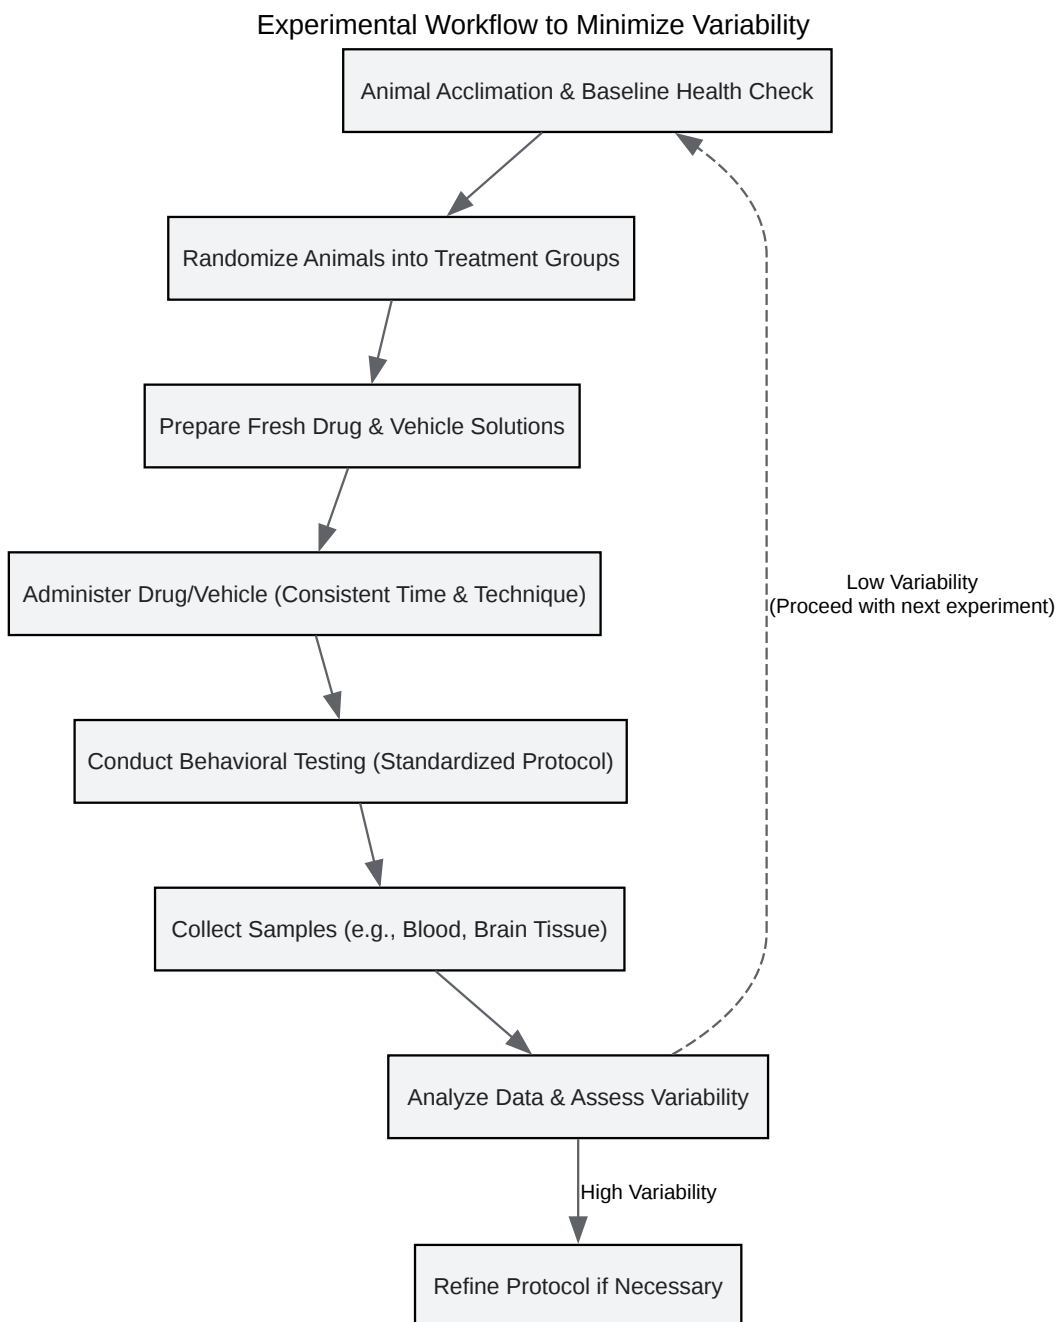 Experimental Workflow to Minimize Variability
Animal Acclimation & Baseline Health Check
Randomize Animals into Treatment Groups
Prepare Fresh Drug & Vehicle Solutions
Administer Drug/Vehicle (Consistent Time & Technique)
Low Variability
(Proceed with next experiment)
Conduct Behavioral Testing (Standardized Protocol)
Collect Samples (e.g., Blood, Brain Tissue)
Analyze Data & Assess Variability
High Variability
Refine Protocol if Necessary